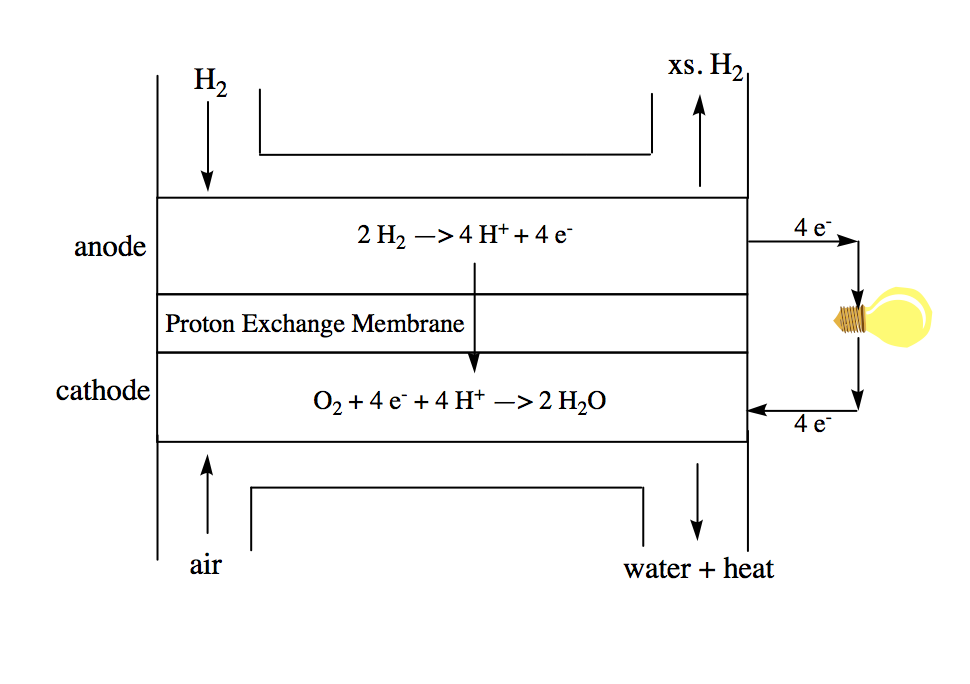 H₂
xs. H₂
anode
2 H₂ —> 4 H⁺ + 4 e⁻
4 e⁻
Proton Exchange Membrane
cathode
O₂ + 4 e⁻ + 4 H⁺ —> 2 H₂O
4 e⁻
air
water + heat